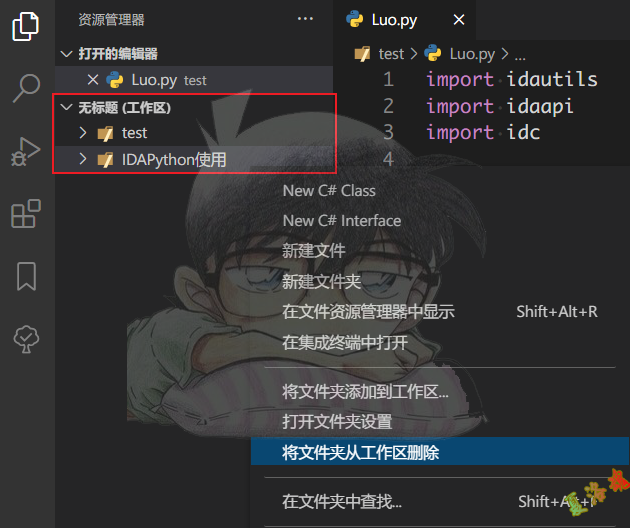 资源管理器
打开的编辑器
Luo.py test
无标题 (工作区)
test
IDAPython使用
Luo.py
test > Luo.py > ...
1 import idautils
2 import idaapi
3 import idc
4
New C# Class
New C# Interface
新建文件
新建文件夹
在文件资源管理器中显示 Shift+Alt+R
在集成终端中打开
将文件夹添加到工作区...
打开文件夹设置
将文件夹从工作区删除
在文件夹中查找... Shift+Alt+F